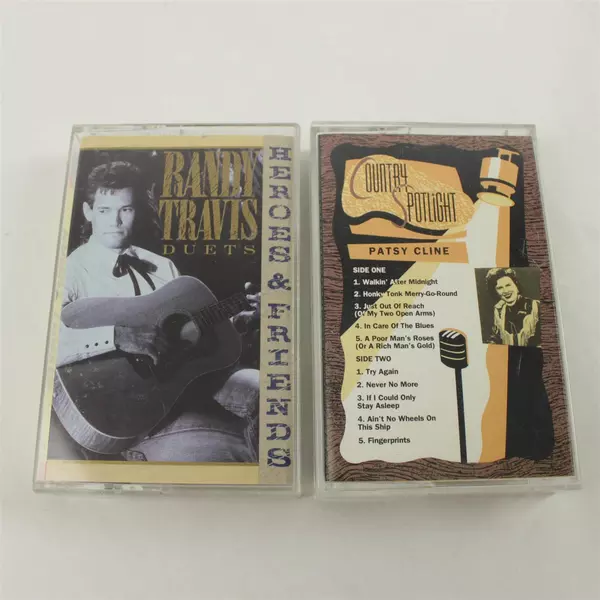 RANDY
TRAVIS
DUETS
HEROES & FRIENDS
COUNTRY
SPOTLIGHT
PATSY CLINE
SIDE ONE
1. Walkin' After Midnight
2. Honky Tonk Merry-Go-Round
3. Just Out Of Reach
(Of My Two Open Arms)
4. In Care Of The Blues
5. A Poor Man's Roses
(Or A Rich Man's Gold)
SIDE TWO
1. Try Again
2. Never No More
3. If I Could Only
Stay Asleep
4. Ain't No Wheels On
This Ship
5. Fingerprints